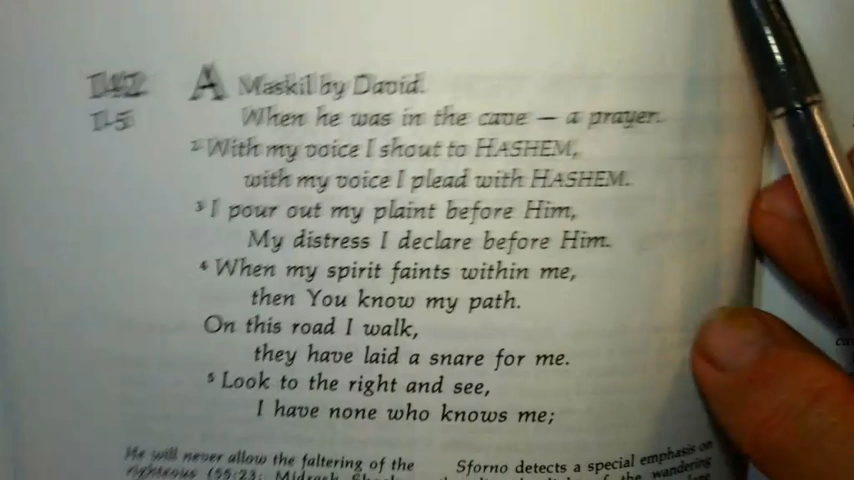 142
1-5
A Maskil by David.
When he was in the cave — a prayer.
2 With my voice I shout to HASHEM,
with my voice I plead with HASHEM.
3 I pour out my plaint before Him,
My distress I declare before Him.
4 When my spirit faints within me,
then You know my path.
On this road I walk,
they have laid a snare for me.
5 Look to the right and see,
I have none who knows me;
He will never allow the faltering of the
righteous (55:23; Midrash
Sforno detects a special emphasis on
of the wandering